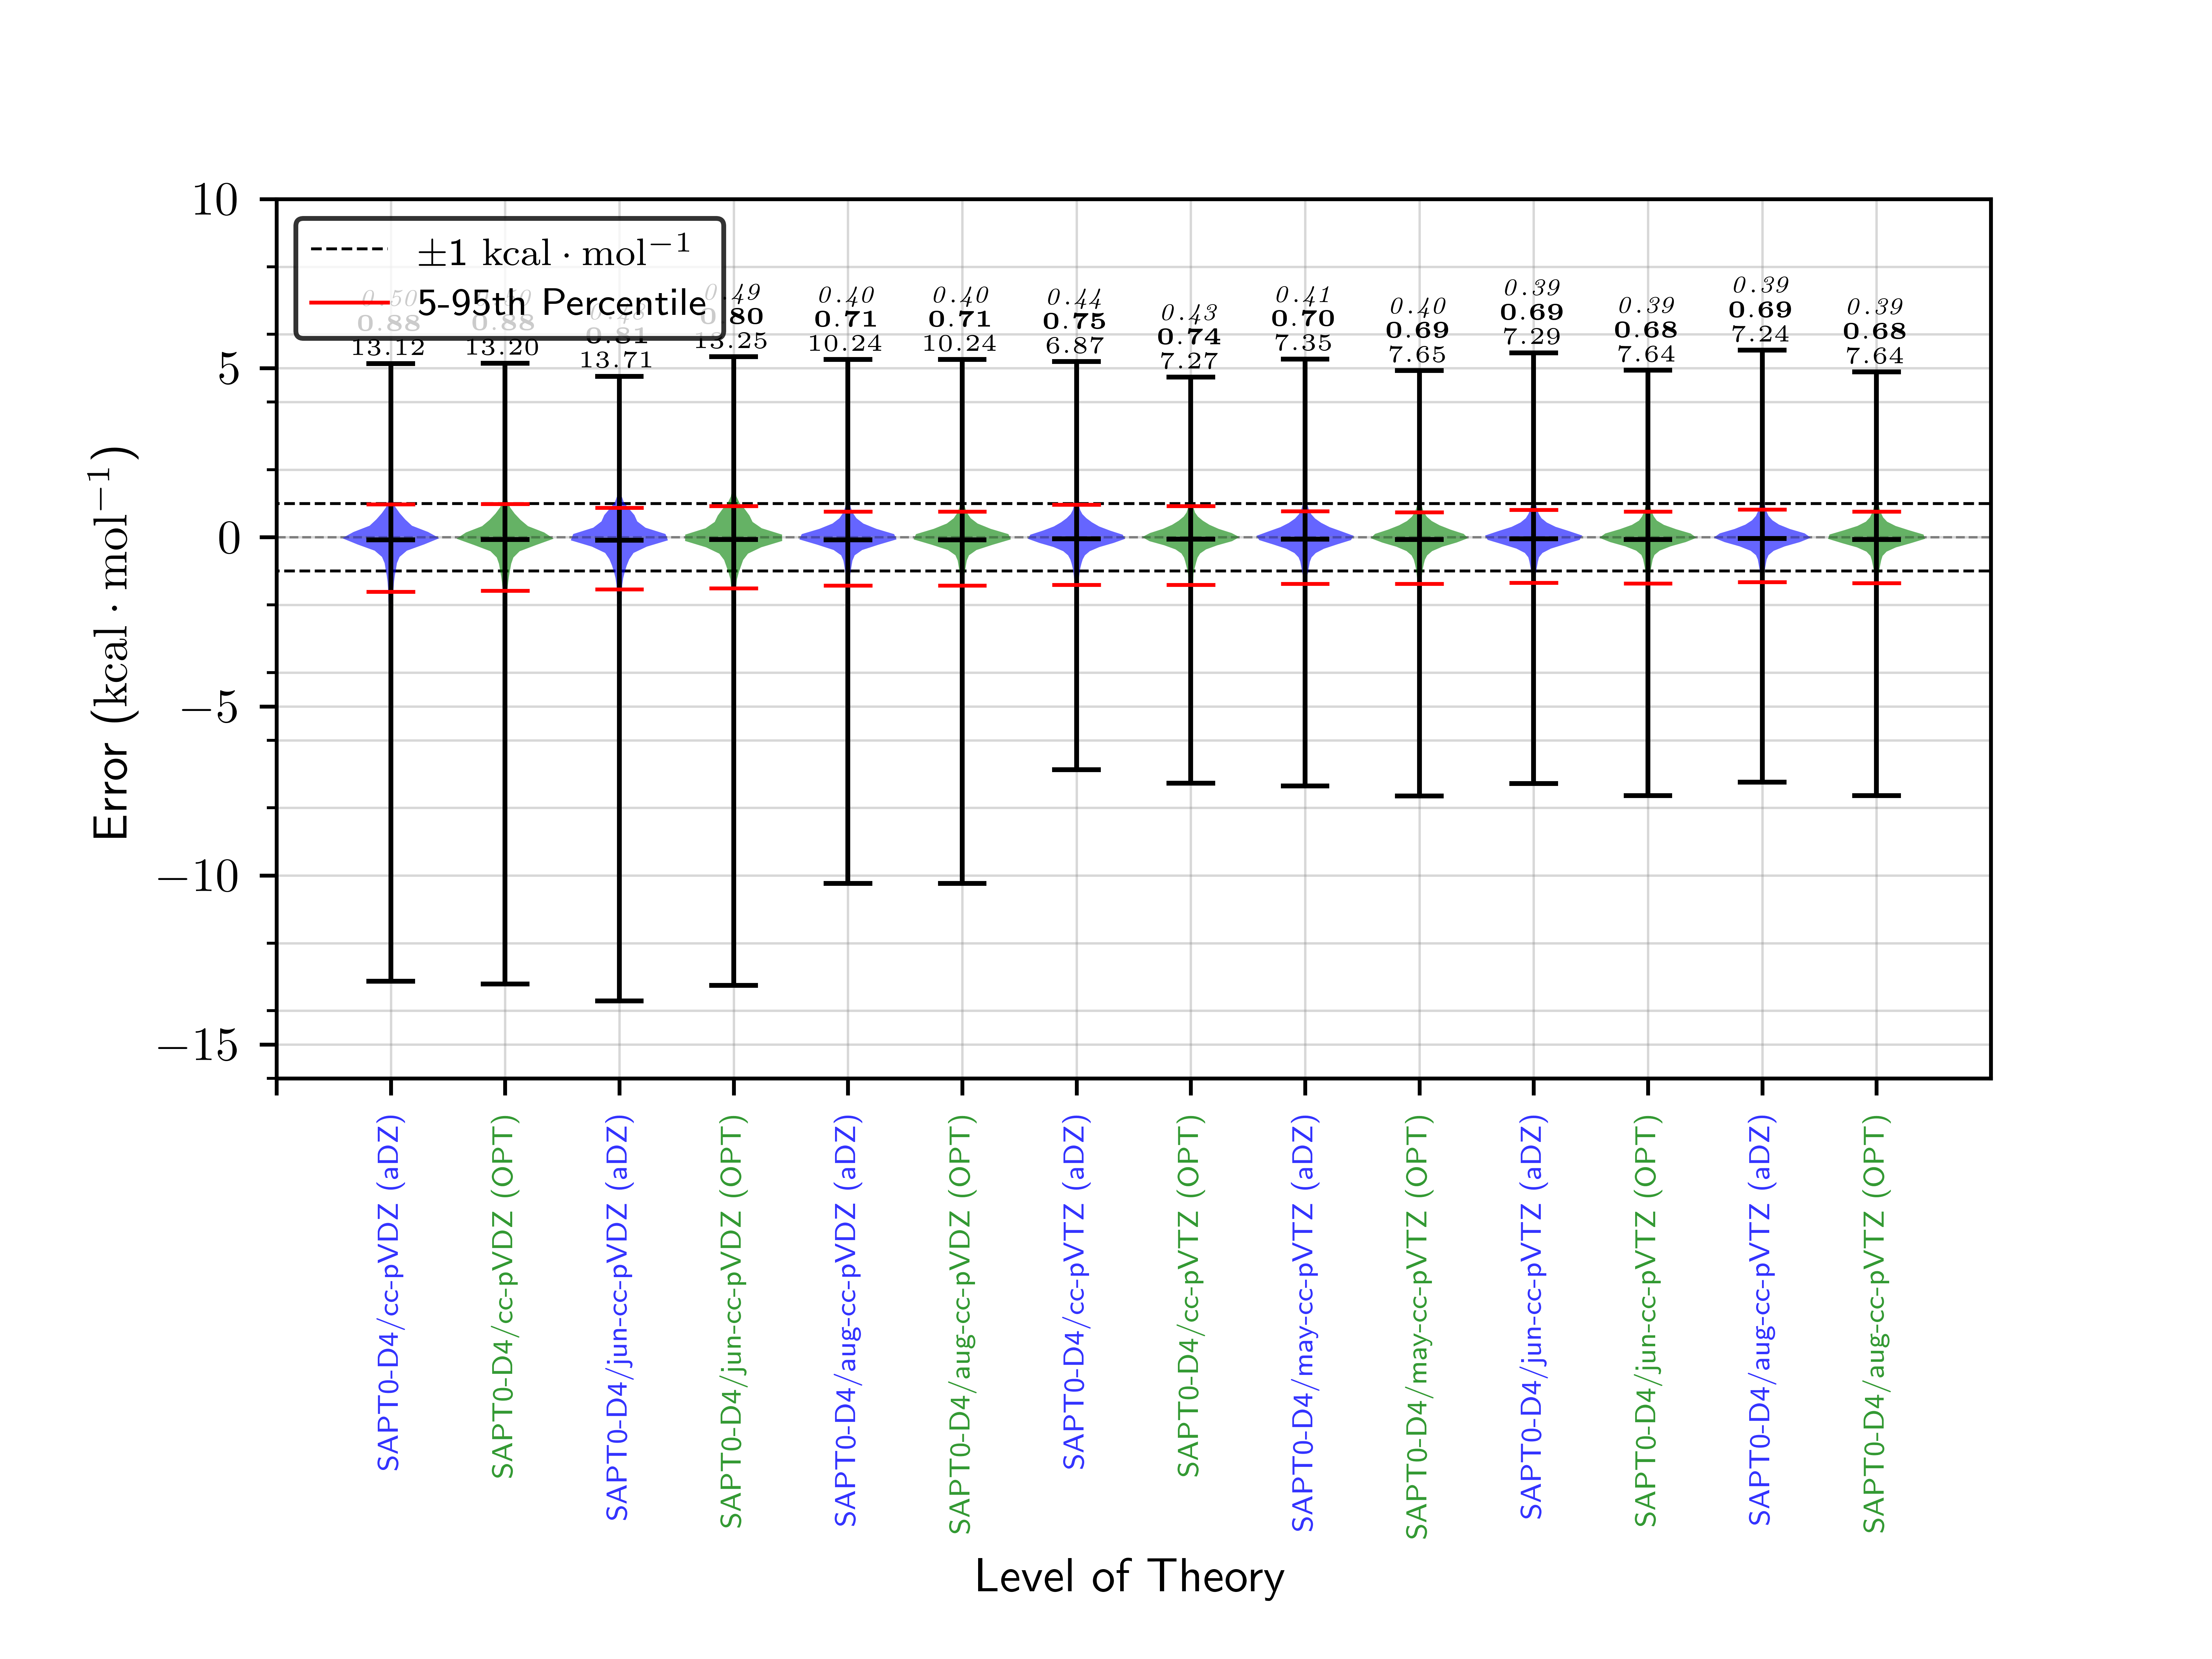 10
5
0
−5
−10
−15
Error (kcal · mol−1)
±1 kcal · mol−1
5-95th Percentile
0.50
0.88
13.12
0.88
13.20
0.81
13.71
0.49
0.80
13.25
0.40
0.71
10.24
0.40
0.71
10.24
0.44
0.75
6.87
0.43
0.74
7.27
0.41
0.70
7.35
0.40
0.69
7.65
0.39
0.69
7.29
0.39
0.68
7.64
0.39
0.69
7.24
0.39
0.68
7.64
SAPT0-D4/cc-pVDZ (aDZ)
SAPT0-D4/cc-pVDZ (OPT)
SAPT0-D4/jun-cc-pVDZ (aDZ)
SAPT0-D4/jun-cc-pVDZ (OPT)
SAPT0-D4/aug-cc-pVDZ (aDZ)
SAPT0-D4/aug-cc-pVDZ (OPT)
SAPT0-D4/cc-pVTZ (aDZ)
SAPT0-D4/cc-pVTZ (OPT)
SAPT0-D4/may-cc-pVTZ (aDZ)
SAPT0-D4/may-cc-pVTZ (OPT)
SAPT0-D4/jun-cc-pVTZ (aDZ)
SAPT0-D4/jun-cc-pVTZ (OPT)
SAPT0-D4/aug-cc-pVTZ (aDZ)
SAPT0-D4/aug-cc-pVTZ (OPT)
Level of Theory